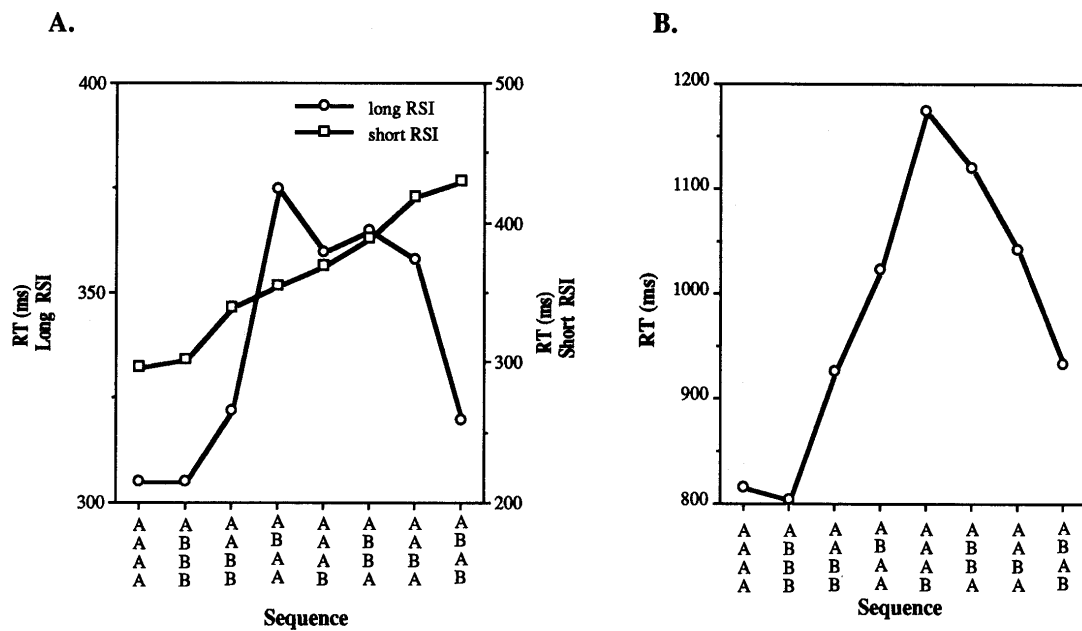 A.
400
500
long RSI
short RSI
400
350
300
300
200
RT (ms)
Long RSI
RT (ms)
Short RSI
A A A A A A A A
A B A B A B A B
A B B A A B B A
A B B A B A A B
Sequence
B.
1200
1100
1000
900
800
RT (ms)
A A A A A A A A
A B A B A B A B
A B B A A B B A
A B B A B A A B
Sequence